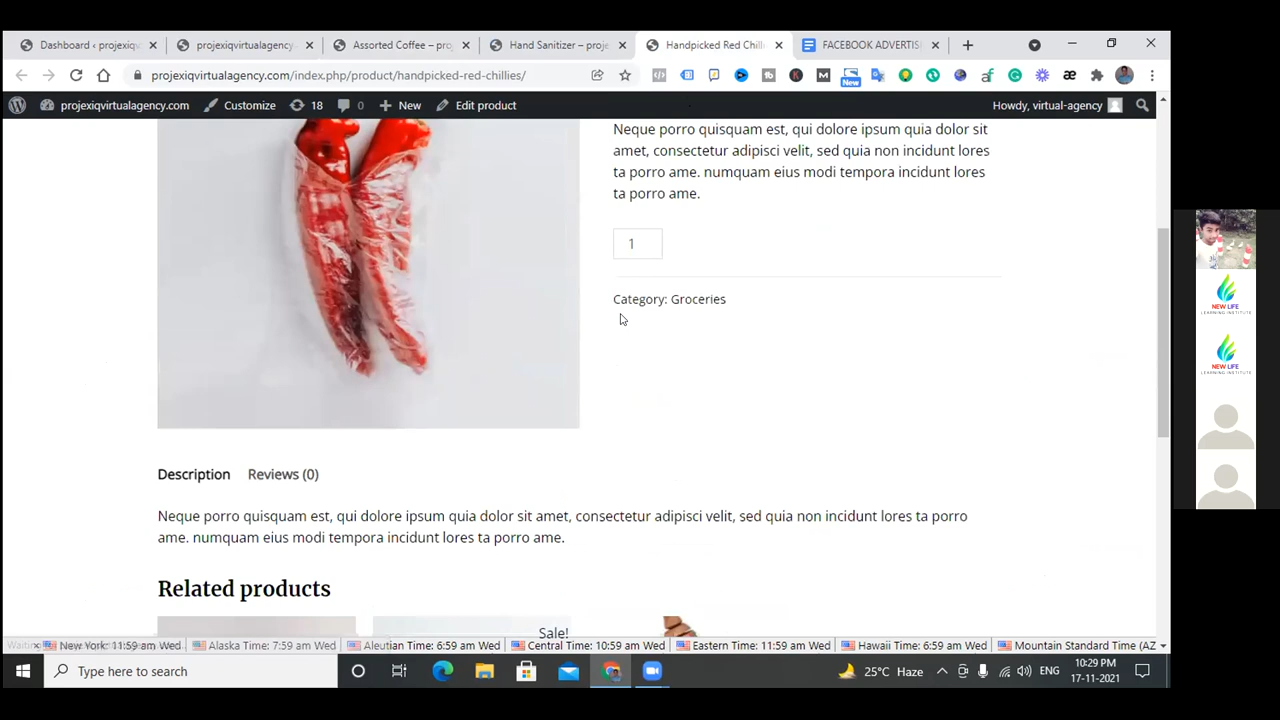 Dashboard ‹ projexiq
projexiqvirtualagency
Assorted Coffee – proj
Hand Sanitizer – proje
Handpicked Red Chill
FACEBOOK ADVERTIS
projexiqvirtualagency.com/index.php/product/handpicked-red-chillies/
New
projexiqvirtualagency.com
Customize
18
0
New
Edit product
Howdy, virtual-agency
Neque porro quisquam est, qui dolore ipsum quia dolor sit
amet, consectetur adipisci velit, sed quia non incidunt lores
ta porro ame. numquam eius modi tempora incidunt lores
ta porro ame.
1
Category: Groceries
NEW LIFE
LEARNING INSTITUTE
NEW LIFE
LEARNING INSTITUTE
Description Reviews (0)
Neque porro quisquam est, qui dolore ipsum quia dolor sit amet, consectetur adipisci velit, sed quia non incidunt lores ta porro
ame. numquam eius modi tempora incidunt lores ta porro ame.
Related products
Sale!
New York: 11:59 am Wed
Alaska Time: 7:59 am Wed
Aleutian Time: 6:59 am Wed
Central Time: 10:59 am Wed
Eastern Time: 11:59 am Wed
Hawaii Time: 6:59 am Wed
Mountain Standard Time (AZ
Type here to search
25°C Haze
ENG
10:29 PM
17-11-2021